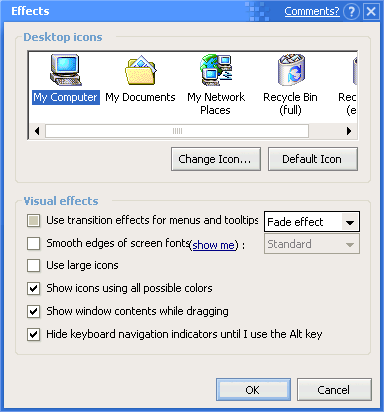 Effects
Comments? ?
Desktop icons
My Computer My Documents My Network Places Recycle Bin (full) Recy (e
Change Icon... Default Icon
Visual effects
Use transition effects for menus and tooltips Fade effect
Smooth edges of screen fonts(show me) : Standard
Use large icons
Show icons using all possible colors
Show window contents while dragging
Hide keyboard navigation indicators until I use the Alt key
OK Cancel